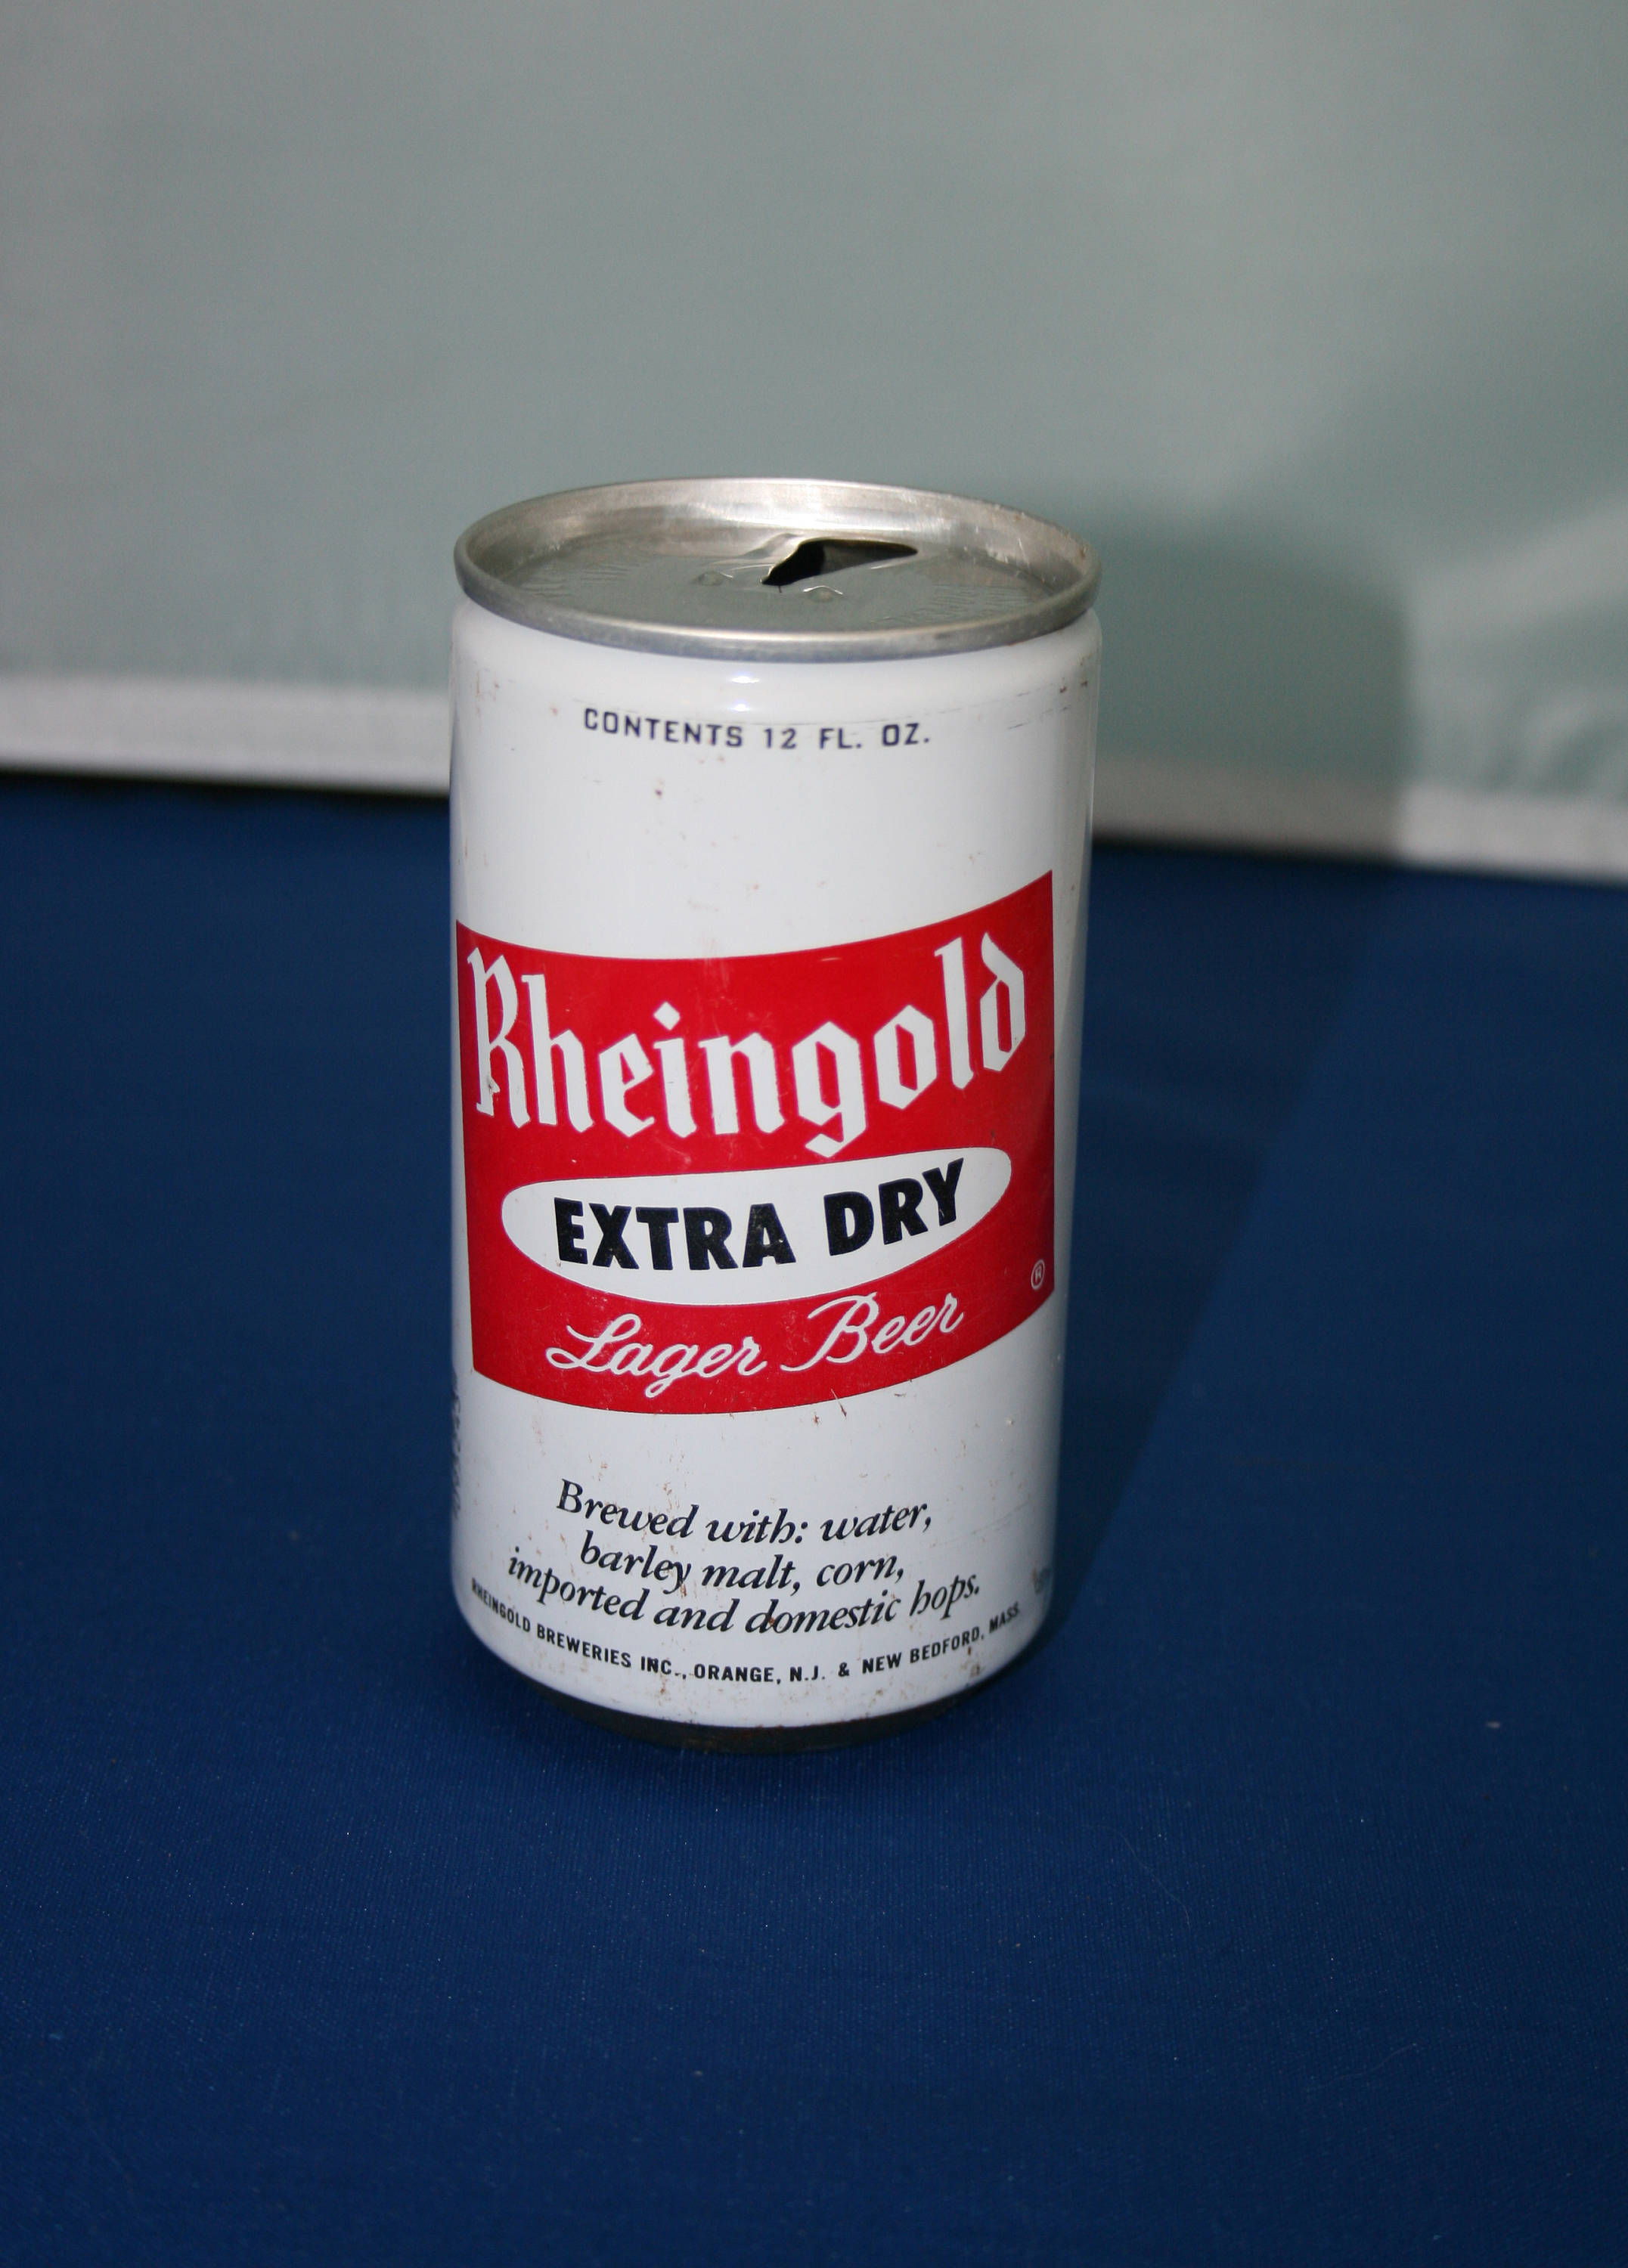 CONTENTS 12 FL. OZ.
Rheingold
EXTRA DRY
®
Lager Beer
Brewed with: water,
barley malt, corn,
imported and domestic hops.
RHEINGOLD BREWERIES INC., ORANGE, N.J. & NEW BEDFORD, MASS.